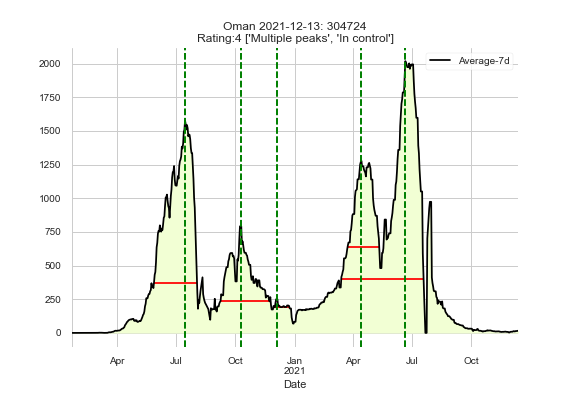 Oman 2021-12-13: 304724
Rating:4 ['Multiple peaks', 'In control']
Average-7d
2000
1750
1500
1250
1000
750
500
250
0
Apr Jul Oct Jan Apr Jul Oct
2021
Date